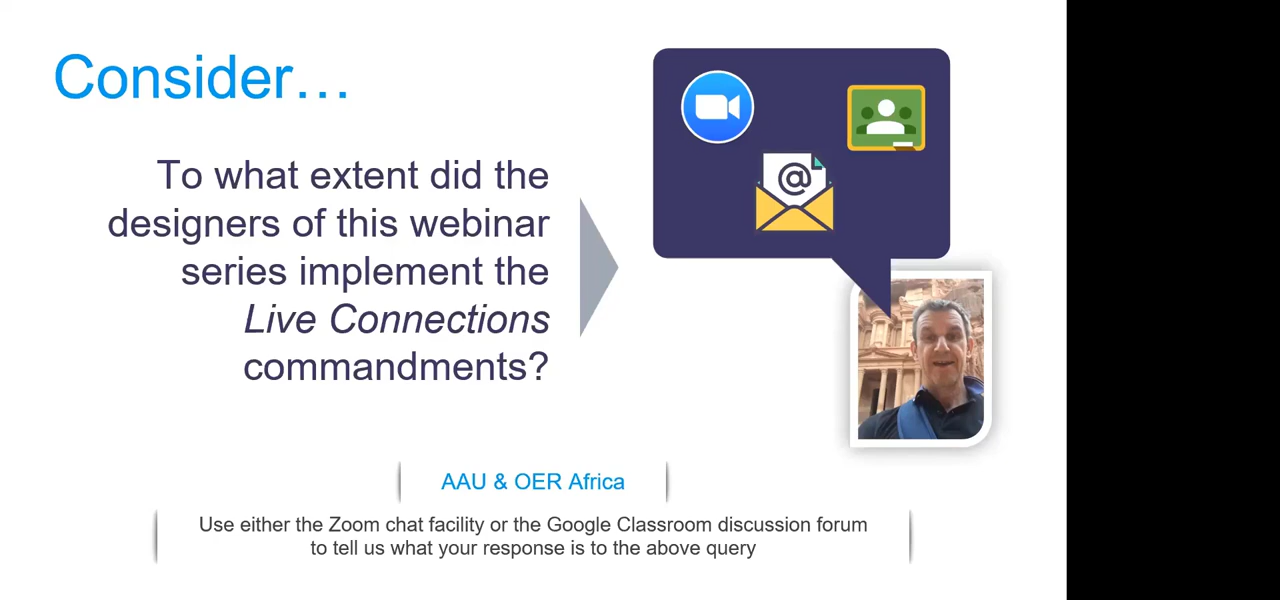 Consider…
To what extent did the
designers of this webinar
series implement the
Live Connections
commandments?
@
AAU & OER Africa
Use either the Zoom chat facility or the Google Classroom discussion forum
to tell us what your response is to the above query